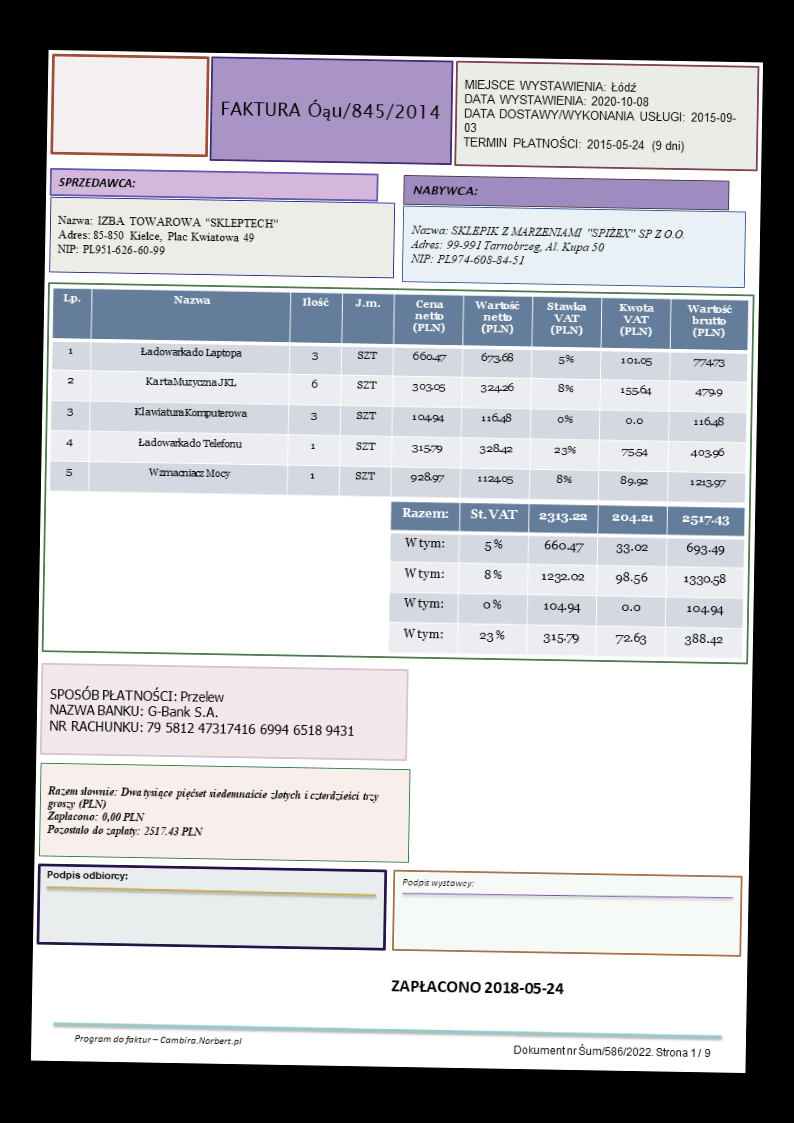 FAKTURA Óąu/845/2014
MIEJSCE WYSTAWIENIA: Łódź
DATA WYSTAWIENIA: 2020-10-08
DATA DOSTAWY/WYKONANIA USŁUGI: 2015-09-
03
TERMIN PŁATNOŚCI: 2015-05-24 (9 dni)
SPRZEDAWCA:
Nazwa: IZBA TOWAROWA "SKLEPTECH"
Adres: 85-850 Kielce, Plac Kwiatowa 49
NIP: PL951-626-60-99
NABYWCA:
Nazwa: SKLEPIK Z MARZENIAMI "SPIŻEX" SP Z O.O.
Adres: 99-991 Tarnobrzeg, Al. Kupa 50
NIP: PL974-608-84-51
Lp. Nazwa Ilość J.m. Cena netto (PLN) Wartość netto (PLN) Stawka VAT (PLN) Kwota VAT (PLN) Wartość brutto (PLN)
1 Ładowarka do Laptopa 3 SZT 660.47 673.68 5% 101.05 774.73
2 Karta Muzyczna JKL 6 SZT 303.05 324.26 8% 155.64 479.9
3 Klawiatura Komputerowa 3 SZT 104.94 116.48 0% 0.0 116.48
4 Ładowarka do Telefonu 1 SZT 315.79 328.42 23% 75.54 403.96
5 Wzmacniacz Mocy 1 SZT 928.97 1124.05 8% 89.92 1213.97
Razem: St. VAT 2313.22 204.21 2517.43
W tym: 5% 660.47 33.02 693.49
W tym: 8% 1232.02 98.56 1330.58
W tym: 0% 104.94 0.0 104.94
W tym: 23% 315.79 72.63 388.42
SPOSÓB PŁATNOŚCI: Przelew
NAZWA BANKU: G-Bank S.A.
NR RACHUNKU: 79 5812 47317416 6994 6518 9431
Razem słownie: Dwa tysiące pięćset siedemnaście złotych i czterdzieści trzy
groszy (PLN)
Zapłacono: 0,00 PLN
Pozostało do zapłaty: 2517.43 PLN
Podpis odbiorcy:
Podpis wystawcy:
ZAPŁACONO 2018-05-24
Program do faktur – Cambira.Norbert.pl
Dokument nr Śum/586/2022. Strona 1 / 9